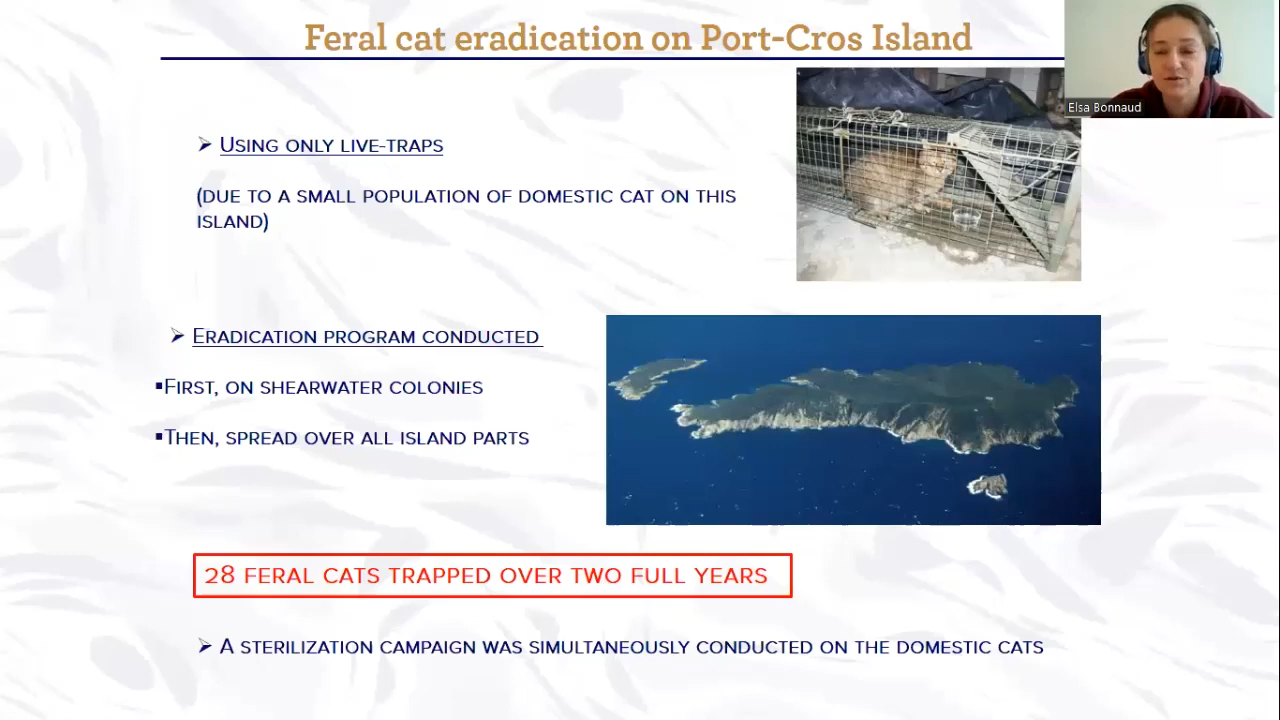 Feral cat eradication on Port-Cros Island
Elsa Bonnaud
➢ USING ONLY LIVE-TRAPS
(DUE TO A SMALL POPULATION OF DOMESTIC CAT ON THIS
ISLAND)
➢ ERADICATION PROGRAM CONDUCTED
▪FIRST, ON SHEARWATER COLONIES
▪THEN, SPREAD OVER ALL ISLAND PARTS
28 FERAL CATS TRAPPED OVER TWO FULL YEARS
➢ A STERILIZATION CAMPAIGN WAS SIMULTANEOUSLY CONDUCTED ON THE DOMESTIC CATS